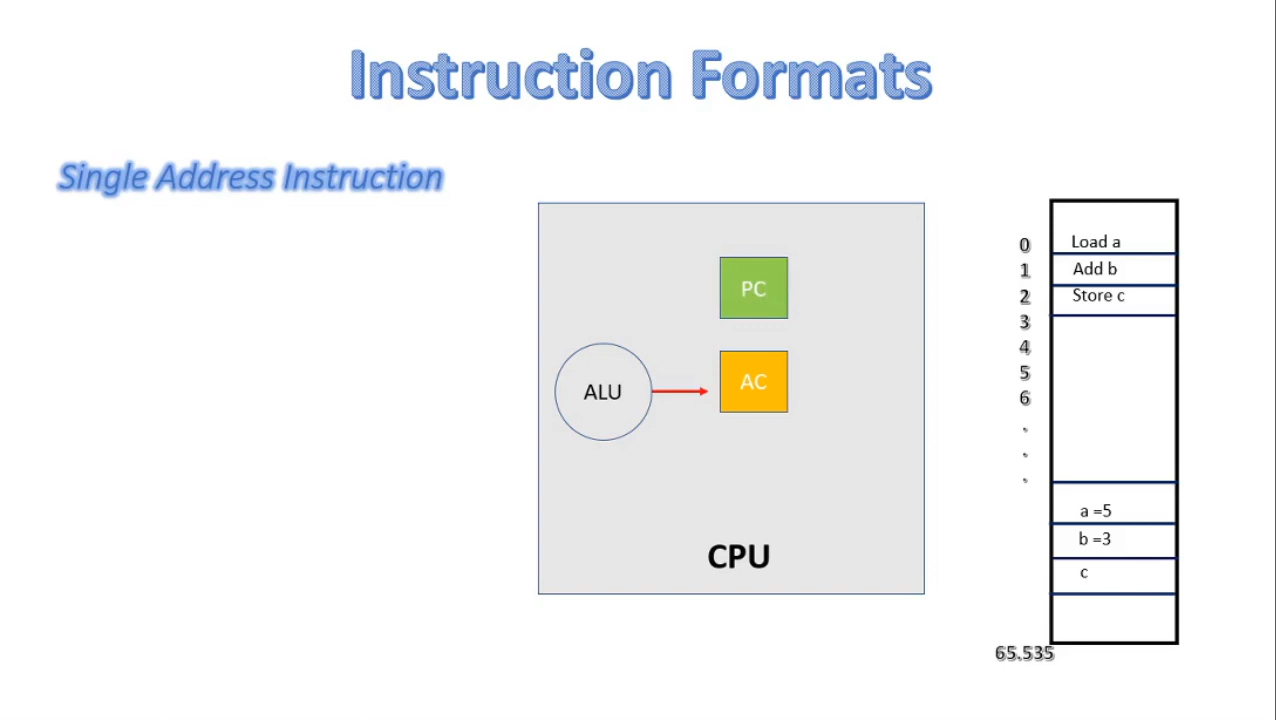 Instruction Formats
Single Address Instruction
PC
ALU
AC
CPU
0
Load a
1
Add b
2
Store c
3
4
5
6
.
.
.
a =5
b =3
c
65.535